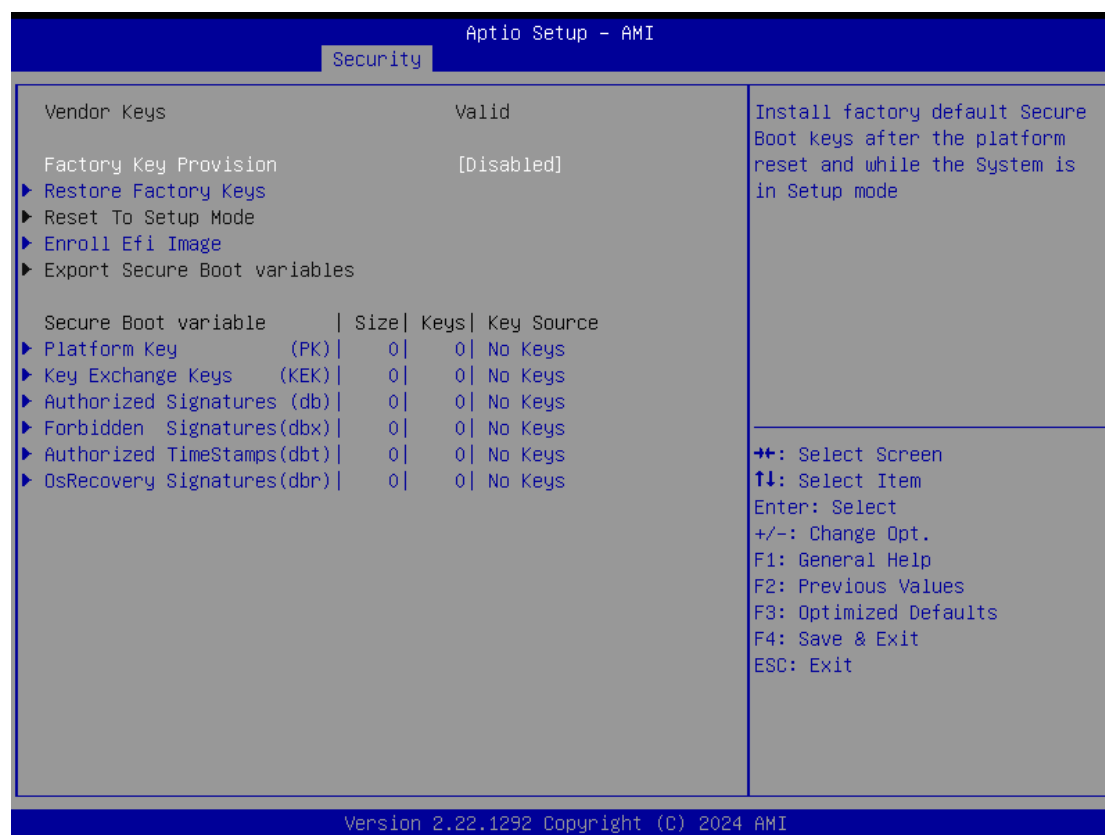 Aptio Setup – AMI
Security
Vendor Keys Valid
Factory Key Provision [Disabled]
Restore Factory Keys
Reset To Setup Mode
Enroll Efi Image
Export Secure Boot variables
Secure Boot variable | Size| Keys| Key Source
Platform Key (PK)| 0| 0| No Keys
Key Exchange Keys (KEK)| 0| 0| No Keys
Authorized Signatures (db)| 0| 0| No Keys
Forbidden Signatures(dbx)| 0| 0| No Keys
Authorized TimeStamps(dbt)| 0| 0| No Keys
OsRecovery Signatures(dbr)| 0| 0| No Keys
Install factory default Secure
Boot keys after the platform
reset and while the System is
in Setup mode
→←: Select Screen
↑↓: Select Item
Enter: Select
+/-: Change Opt.
F1: General Help
F2: Previous Values
F3: Optimized Defaults
F4: Save & Exit
ESC: Exit
Version 2.22.1292 Copyright (C) 2024 AMI